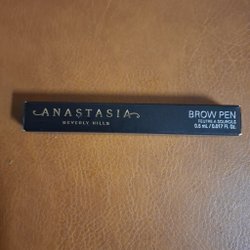 ANASTASIA
BEVERLY HILLS
BROW PEN
FEUTRE À SOURCILS
0.5 mL / 0.017 Fl. Oz.